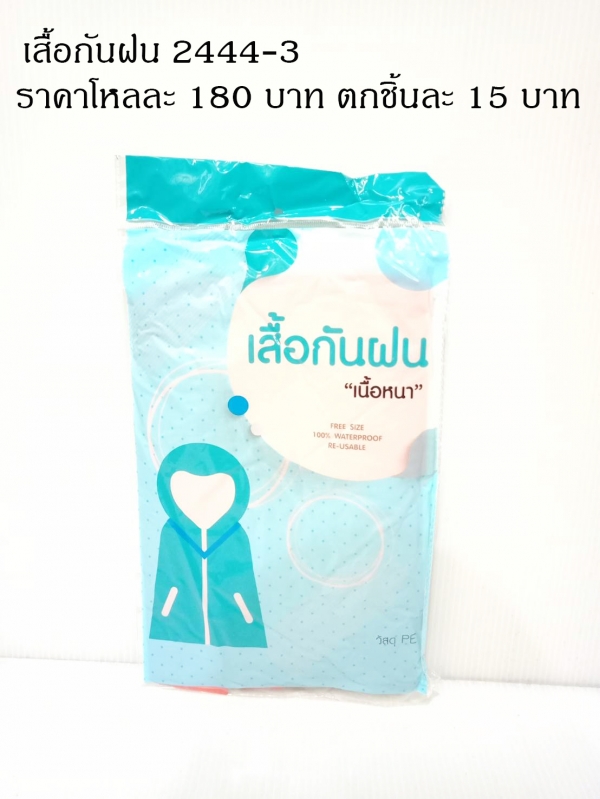 เสื้อกันฝน 2444-3
ราคาโหลละ 180 บาท ตกชิ้นละ 15 บาท
เสื้อกันฝน
“เนื้อหนา”
FREE SIZE
100% WATERPROOF
RE-USABLE
วัสดุ PE